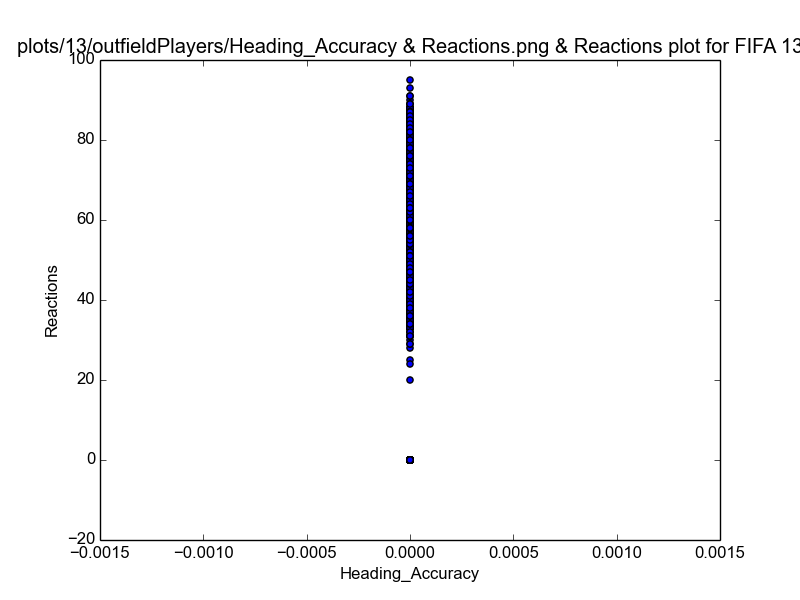 plots/13/outfieldPlayers/Heading_Accuracy & Reactions.png & Reactions plot for FIFA 13
100
80
60
40
20
0
−20
Reactions
−0.0015 −0.0010 −0.0005 0.0000 0.0005 0.0010 0.0015
Heading_Accuracy